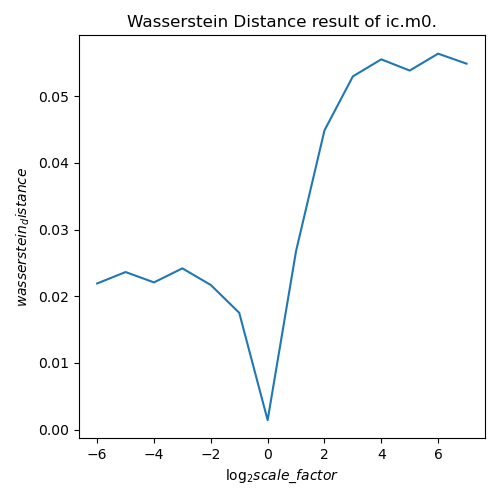 Wasserstein Distance result of ic.m0.
wasserstein_distance
0.05
0.04
0.03
0.02
0.01
0.00
−6 −4 −2 0 2 4 6
log₂scale_factor